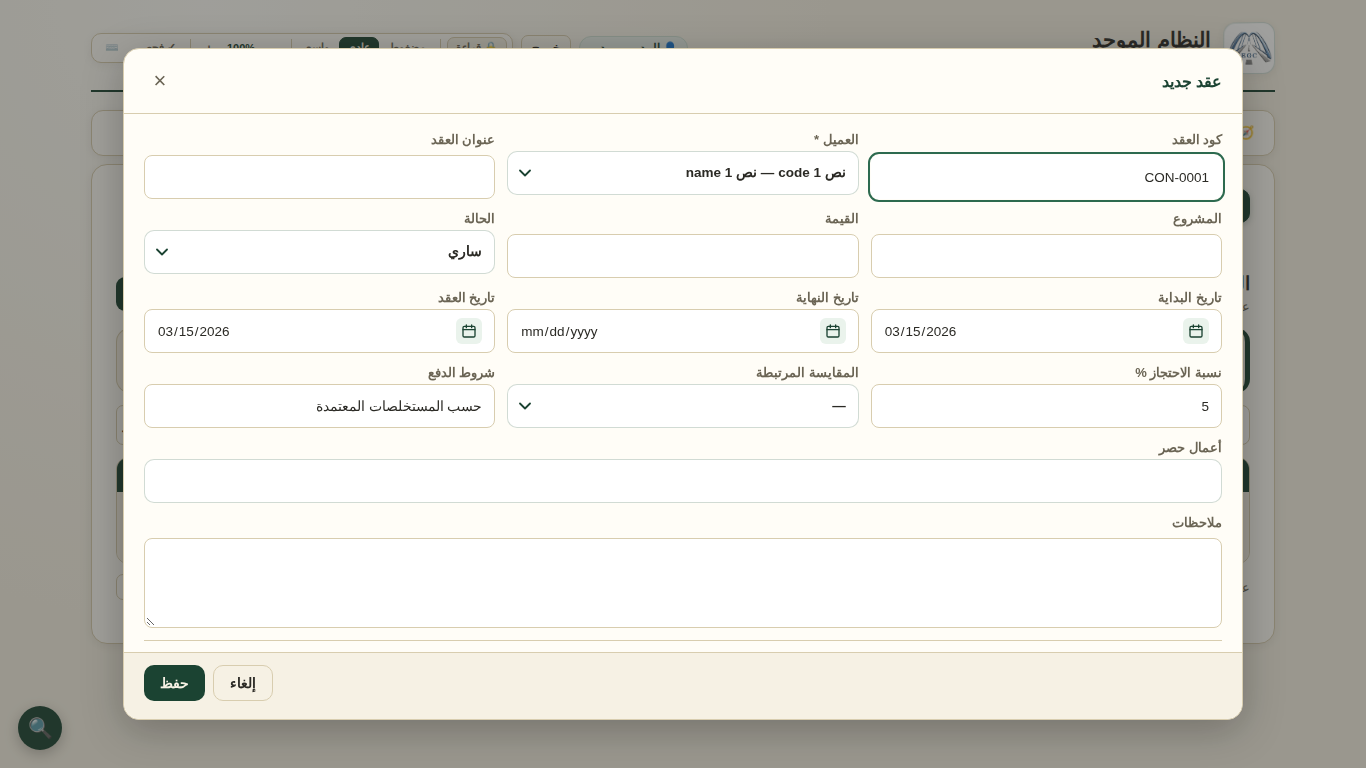 النظام الموحد
100%
عقد جديد
×
كود العقد
العميل *
عنوان العقد
CON-0001
نص 1 code — نص 1 name
المشروع
القيمة
الحالة
ساري
تاريخ البداية
تاريخ النهاية
تاريخ العقد
03/15/2026
mm/dd/yyyy
03/15/2026
نسبة الاحتجاز %
المقايسة المرتبطة
شروط الدفع
5
—
حسب المستخلصات المعتمدة
أعمال حصر
ملاحظات
إلغاء
حفظ